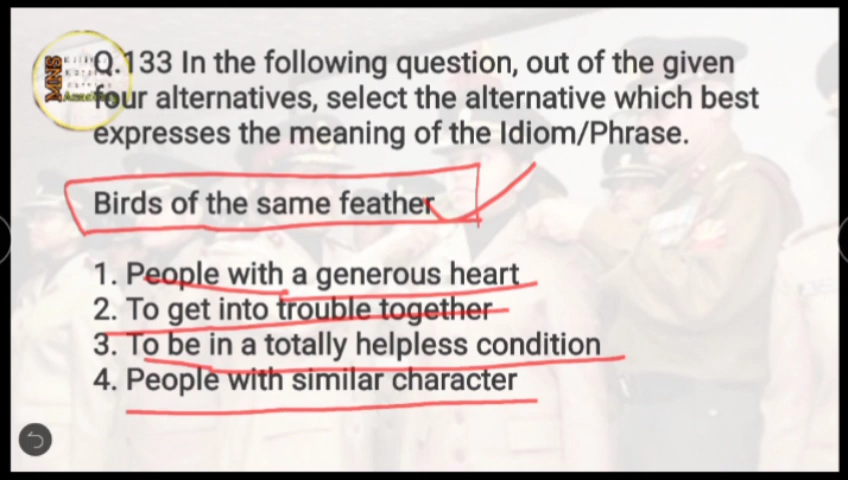 Q.133 In the following question, out of the given
four alternatives, select the alternative which best
expresses the meaning of the Idiom/Phrase.
Birds of the same feather
1. People with a generous heart
2. To get into trouble together
3. To be in a totally helpless condition
4. People with similar character
MNS
Academy